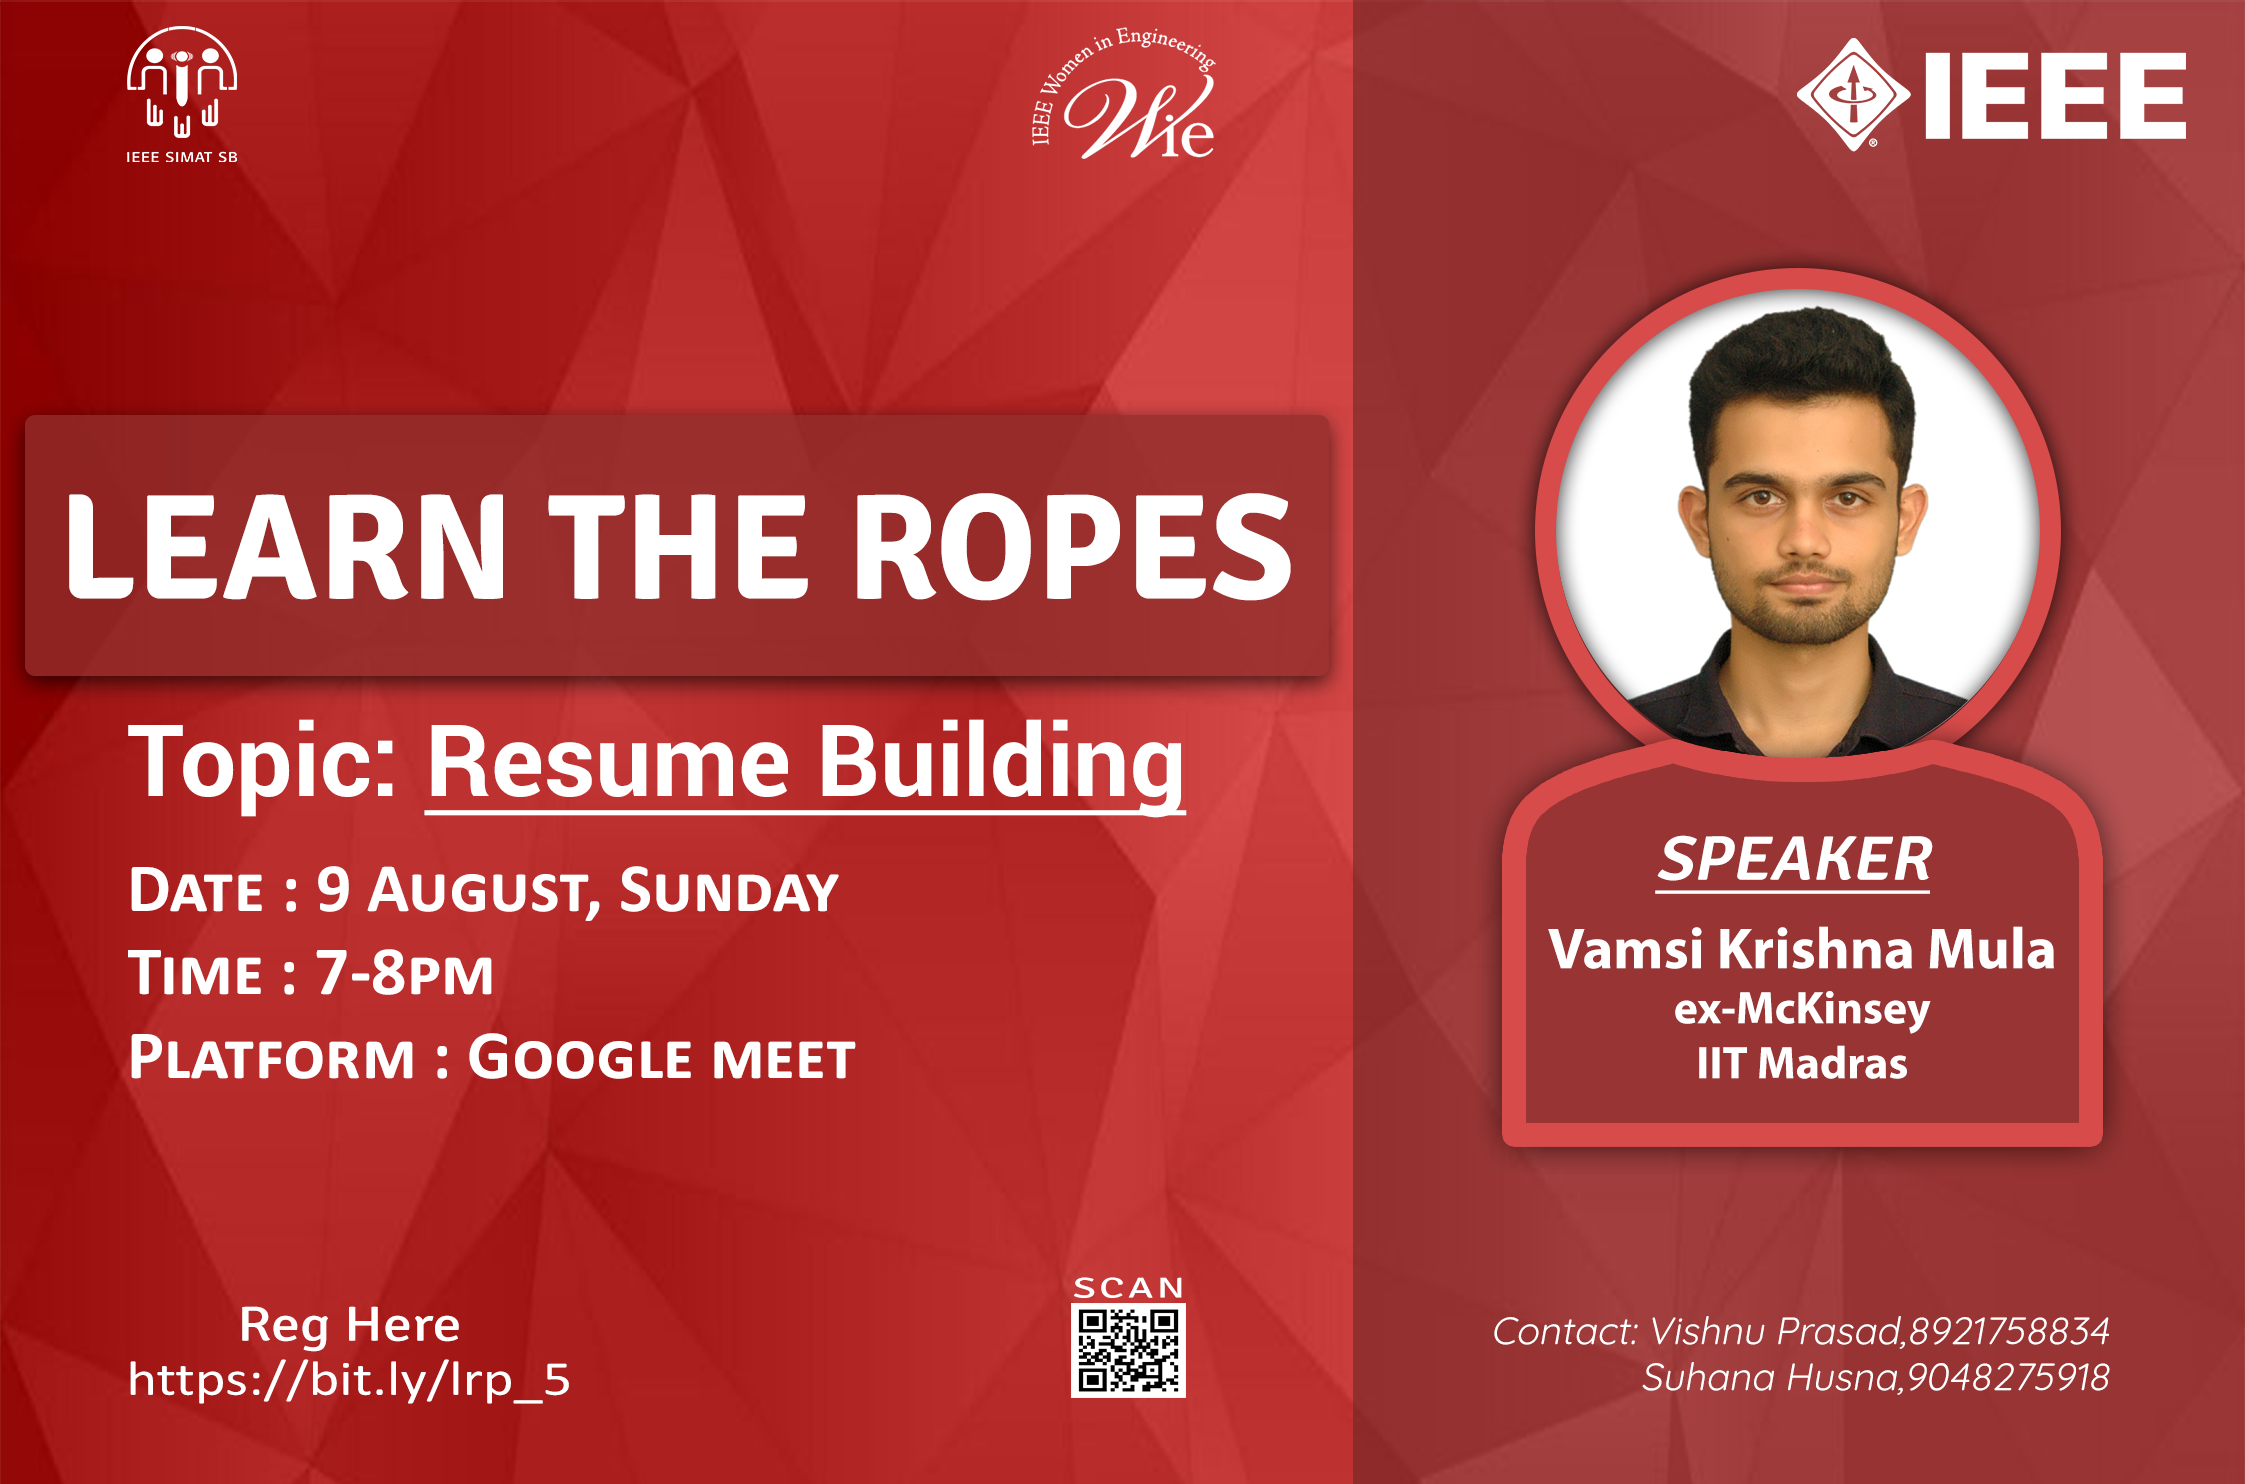 IEEE SIMAT SB
IEEE Women in Engineering
Wie
IEEE
LEARN THE ROPES
Topic: Resume Building
DATE : 9 AUGUST, SUNDAY
TIME : 7-8PM
PLATFORM : GOOGLE MEET
SPEAKER
Vamsi Krishna Mula
ex-McKinsey
IIT Madras
Reg Here
https://bit.ly/lrp_5
SCAN
Contact: Vishnu Prasad,8921758834
Suhana Husna,9048275918